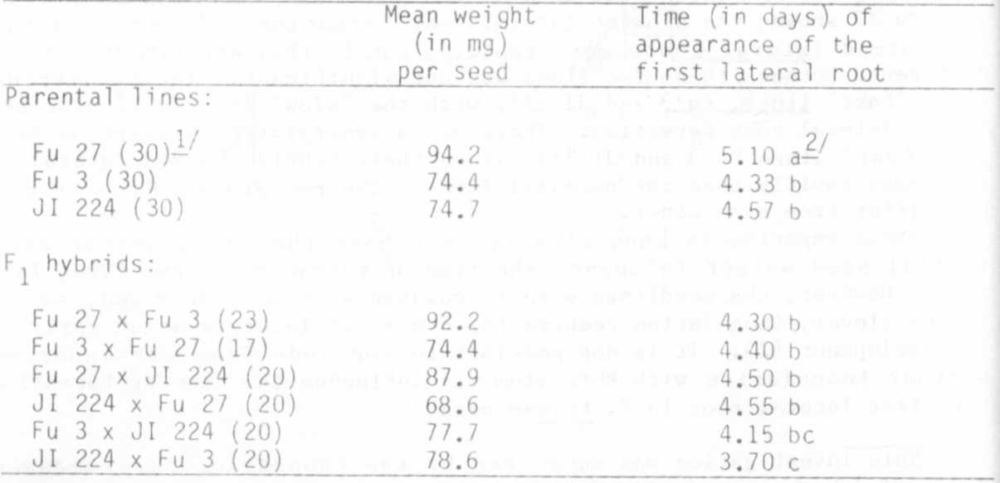 Mean weight Time (in days) of
(in mg) appearance of the
per seed first lateral root
Parental lines:
Fu 27 (30)1/ 94.2 5.10 a2/
Fu 3 (30) 74.4 4.33 b
JI 224 (30) 74.7 4.57 b
F1 hybrids:
Fu 27 x Fu 3 (23) 92.2 4.30 b
Fu 3 x Fu 27 (17) 74.4 4.40 b
Fu 27 x JI 224 (20) 87.9 4.50 b
JI 224 x Fu 27 (20) 68.6 4.55 b
Fu 3 x JI 224 (20) 77.7 4.15 bc
JI 224 x Fu 3 (20) 78.6 3.70 c